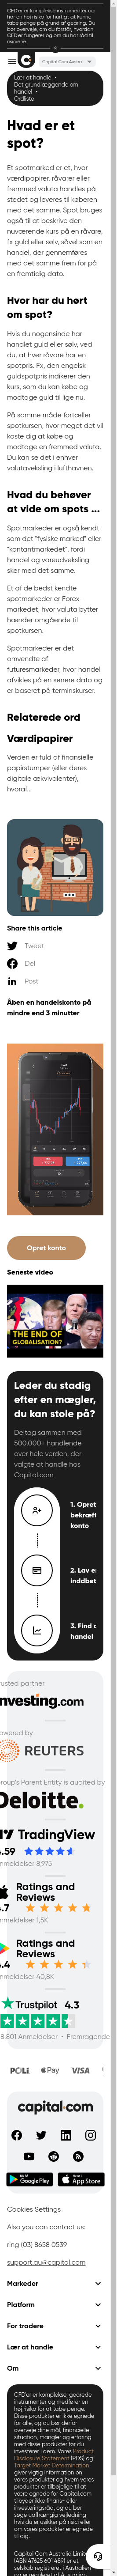 CFD'er er komplekse instrumenter og
har en høj risiko for hurtigt at kunne
tabe penge på grund af gearing. Du
bør overveje, om du forstår, hvordan
CFD'er fungerer og om du har råd til
risiciene.
Capital Com Austra...
Lær at handle •
Det grundlæggende om
handel •
Ordliste
Hvad er et
spot?
Et spotmarked er et, hvor
værdipapirer, råvarer eller
fremmed valuta handles på
stedet og leveres til køberen
med det samme. Spot bruges
også til at beskrive den
nuværende pris på en råvare,
fx guld eller sølv, såvel som en
handel, der gennemføres
med det samme frem for på
en fremtidig dato.
Hvor har du hørt
om spot?
Hvis du nogensinde har
handlet guld eller sølv, ved
du, at hver råvare har en
spotpris. Fx, den engelsk
guldspotpris indikerer den
kurs, som du kan købe og
modtage guld til lige nu.
På samme måde fortæller
spotkursen, hvor meget det vil
koste dig at købe og
modtage en fremmed valuta.
Du kan se det i enhver
valutaveksling i lufthavnen.
Hvad du behøver
at vide om spots ...
Spotmarkeder er også kendt
som det "fysiske marked" eller
"kontantmarkedet", fordi
handel og vareudveksling
sker med det samme.
Et af de bedst kendte
spotmarkeder er Forex-
markedet, hvor valuta bytter
hænder omgående til
spotkursen.
Spotmarkeder er det
omvendte af
futuresmarkeder, hvor handel
afvikles på en senere dato og
er baseret på terminskurser.
Relaterede ord
Værdipapirer
Verden er fuld af finansielle
papirstumper (eller deres
digitale ækvivalenter),
hvoraf...
Share this article
Tweet
Del
Post
Åben en handelskonto på
mindre end 3 minutter
Opret konto
Seneste video
THE END OF
GLOBALISATION?
Leder du stadig
efter en mægler,
du kan stole på?
Deltag sammen med
500.000+ handlende
over hele verden, der
valgte at handle hos
Capital.com
1. Opret
bekræft
konto
2. Lav e
indbet
3. Find
handel
rusted partner
nvesting.com
owered by
REUTERS
roup's Parent Entity is audited by
Deloitte.
TradingView
.59
nmeldelser 8,975
Ratings and
Reviews
.7
nmeldelser 1,5K
Ratings and
Reviews
.4
nmeldelser 40,8K
Trustpilot 4.3
8,801 Anmeldelser • Fremragende
POLi Pay VISA
capital.com
Google Play App Store
Cookies Settings
Also you can contact us:
ring (03) 8658 0539
support.au@capital.com
Markeder
Platform
For tradere
Lær at handle
Om
CFD'er er komplekse, gearede
instrumenter og har en høj
risiko for at tabe penge.
Disse produkter er ikke egnede
for alle, og du bør derfor
overveje dine mål, finansielle
situation, mangler og erfaring
med disse produkter før du
investerer i dem. Vores Product
Disclosure Statement (PDS) og
Target Market Determination
giver vigtig information om
vores produkter og hvem vores
produkter er tilbøjelige til at
være egnede for. Capital.com
tilbyder ikke finans- eller
investeringsråd, og du bør
søge uafhængig vejledning
hvis du er usikker på, om vores
produkter er de rigtige for dig.
Capital Com Australia Limited
(ABN 47625 601 489) er et
selskab registreret i Australien